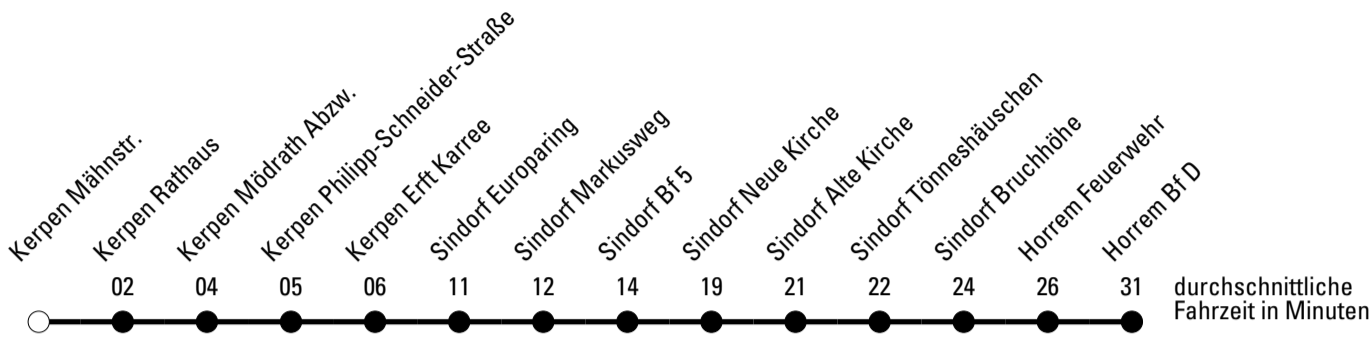 Kerpen Mähnstr.
Kerpen Rathaus
Kerpen Mödrath Abzw.
Kerpen Philipp-Schneider-Straße
Kerpen Erft Karree
Sindorf Europaring
Sindorf Markusweg
Sindorf Bf 5
Sindorf Neue Kirche
Sindorf Alte Kirche
Sindorf Tönneshäuschen
Sindorf Bruchhöhe
Horrem Feuerwehr
Horrem Bf D
02 04 05 06 11 12 14 19 21 22 24 26 31
durchschnittliche
Fahrzeit in Minuten